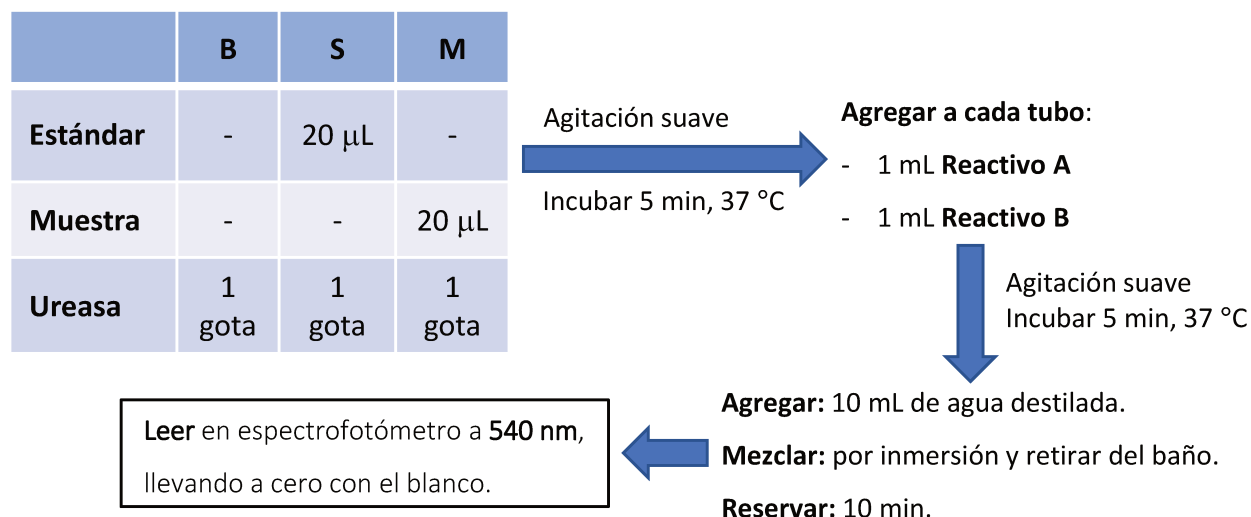 B S M
Estándar - 20 μL -
Muestra - - 20 μL
Ureasa 1 gota 1 gota 1 gota
Agitación suave
Incubar 5 min, 37 °C
Agregar a cada tubo:
- 1 mL Reactivo A
- 1 mL Reactivo B
Agitación suave
Incubar 5 min, 37 °C
Agregar: 10 mL de agua destilada.
Mezclar: por inmersión y retirar del baño.
Reservar: 10 min.
Leer en espectrofotómetro a 540 nm,
llevando a cero con el blanco.